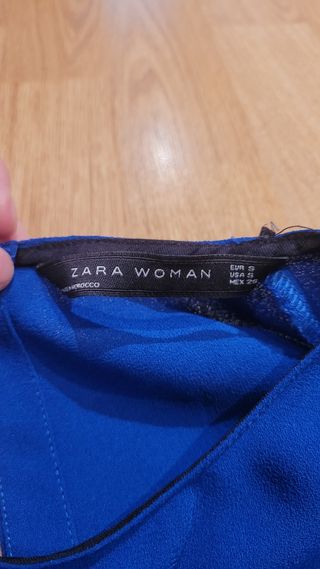 ZARA WOMAN
EUR S
USA S
MEX 26
MOROCCO